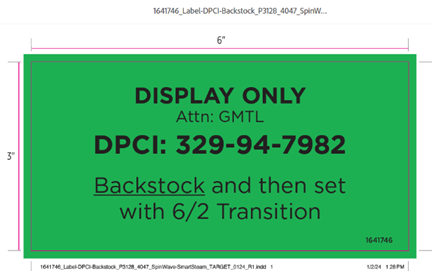 1641746_Label-DPCI-Backstock_P3128_4047_SpinW...
6"
3"
DISPLAY ONLY
Attn: GMTL
DPCI: 329-94-7982
Backstock and then set
with 6/2 Transition
1641746
1641746_Label-DPCI-Backstock_P3128_4047_SpinWave-SmartSteam_TARGET_0124_R1.indd 1
1/2/24 1:28 PM